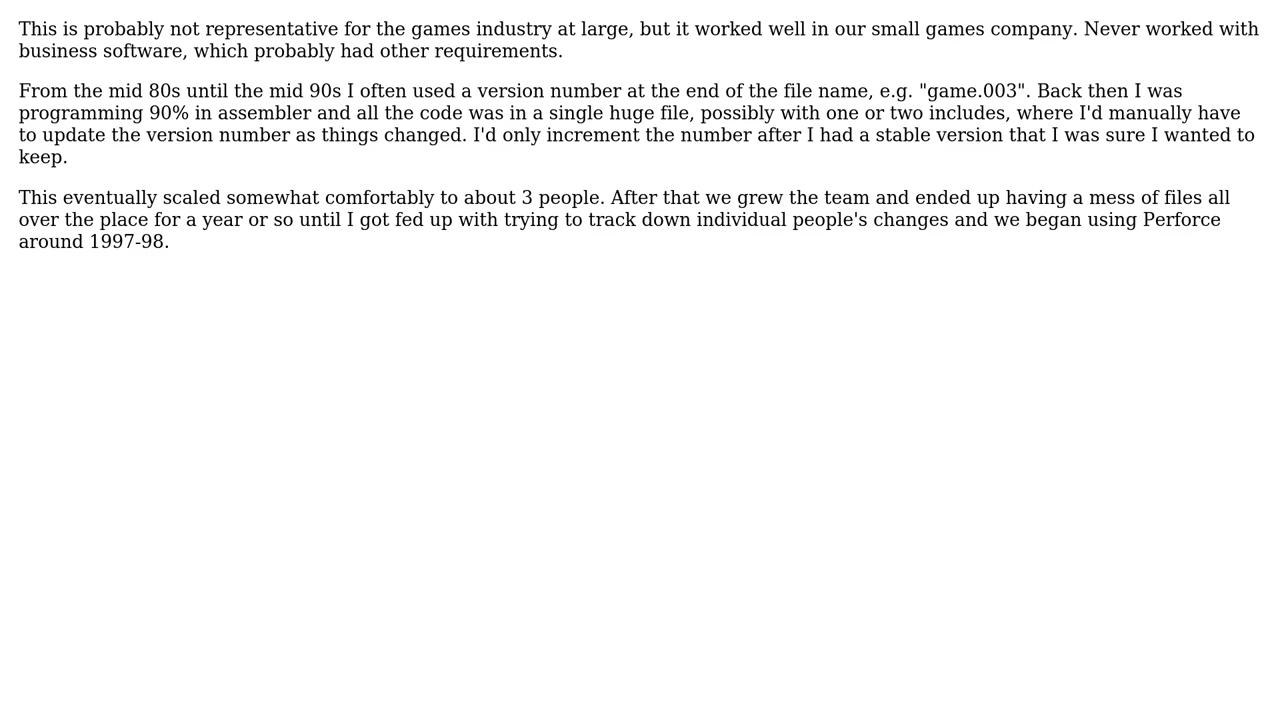 This is probably not representative for the games industry at large, but it worked well in our small games company. Never worked with
business software, which probably had other requirements.
From the mid 80s until the mid 90s I often used a version number at the end of the file name, e.g. "game.003". Back then I was
programming 90% in assembler and all the code was in a single huge file, possibly with one or two includes, where I'd manually have
to update the version number as things changed. I'd only increment the number after I had a stable version that I was sure I wanted to
keep.
This eventually scaled somewhat comfortably to about 3 people. After that we grew the team and ended up having a mess of files all
over the place for a year or so until I got fed up with trying to track down individual people's changes and we began using Perforce
around 1997-98.